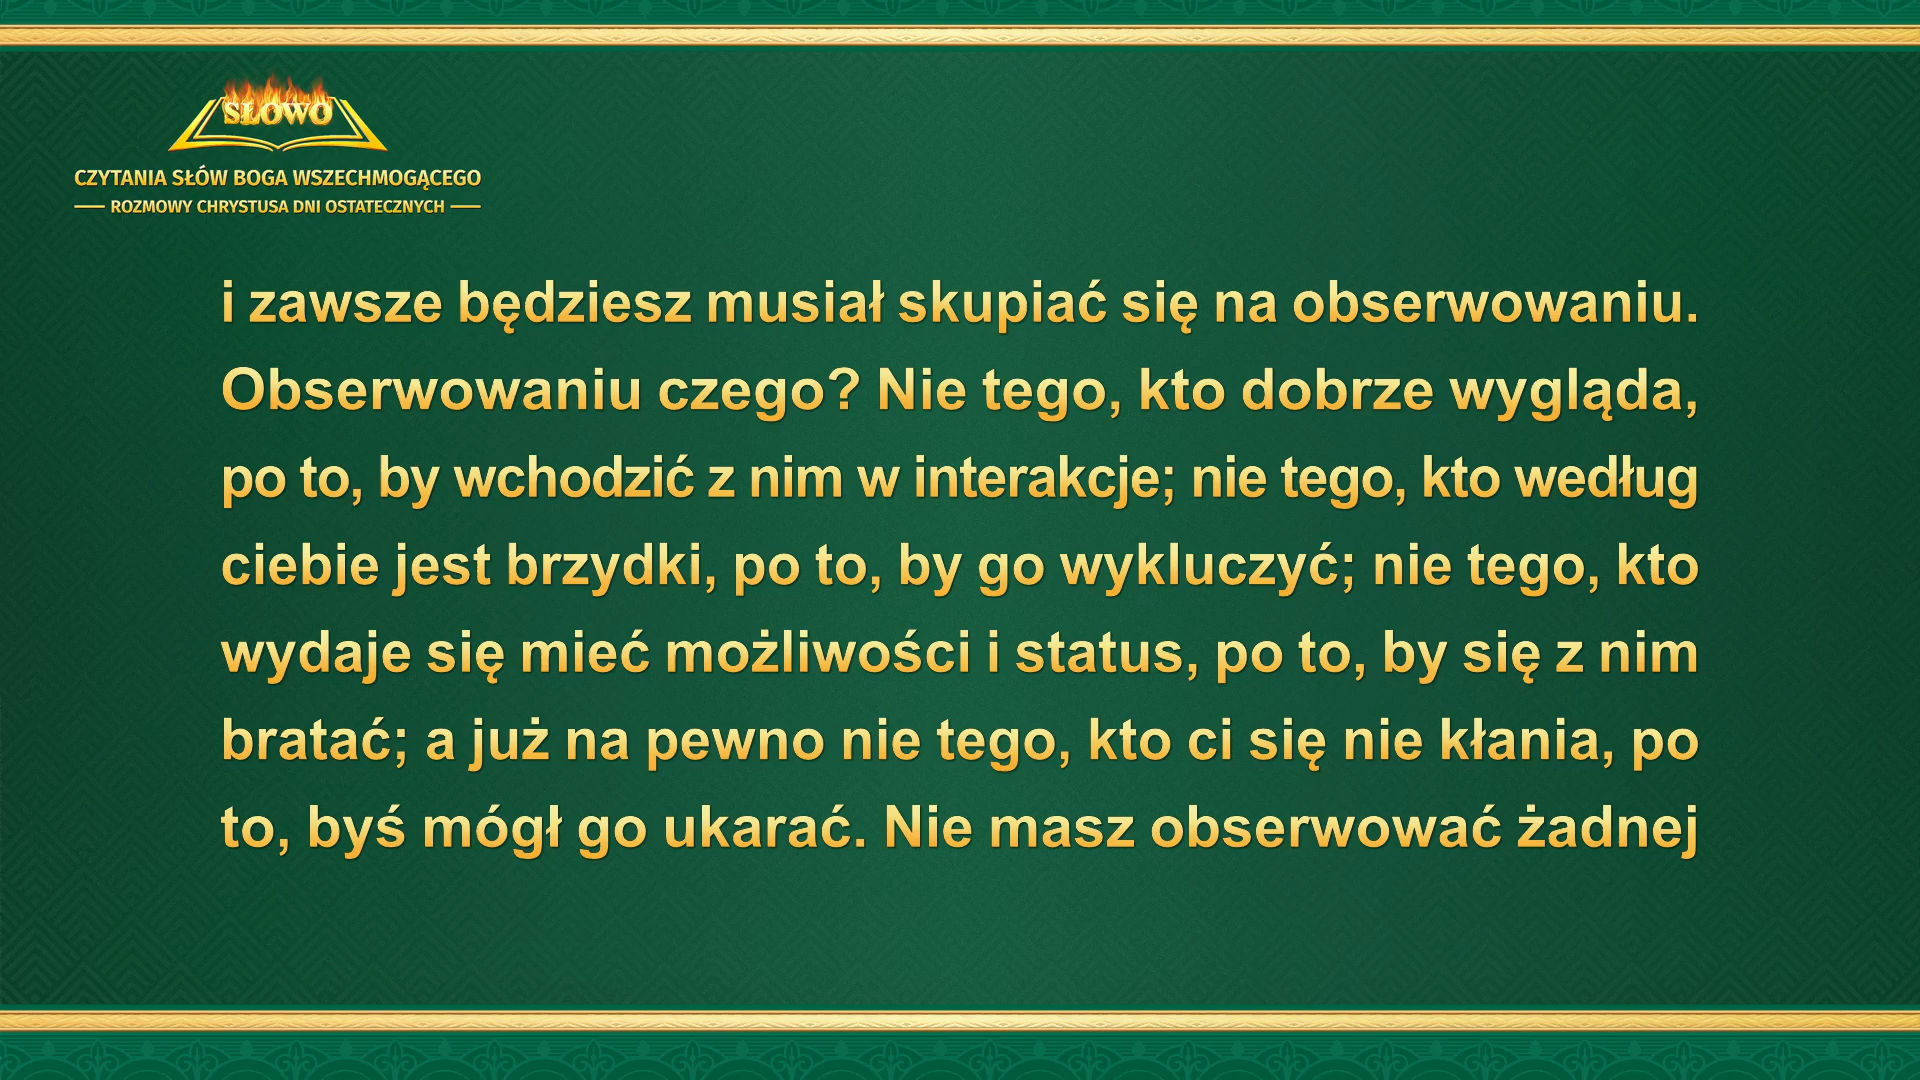 SŁOWO
CZYTANIA SŁÓW BOGA WSZECHMOGĄCEGO
ROZMOWY CHRYSTUSA DNI OSTATECZNYCH
i zawsze będziesz musiał skupiać się na obserwowaniu.
Obserwowaniu czego? Nie tego, kto dobrze wygląda,
po to, by wchodzić z nim w interakcje; nie tego, kto według
ciebie jest brzydki, po to, by go wykluczyć; nie tego, kto
wydaje się mieć możliwości i status, po to, by się z nim
bratać; a już na pewno nie tego, kto ci się nie kłania, po
to, byś mógł go ukarać. Nie masz obserwować żadnej